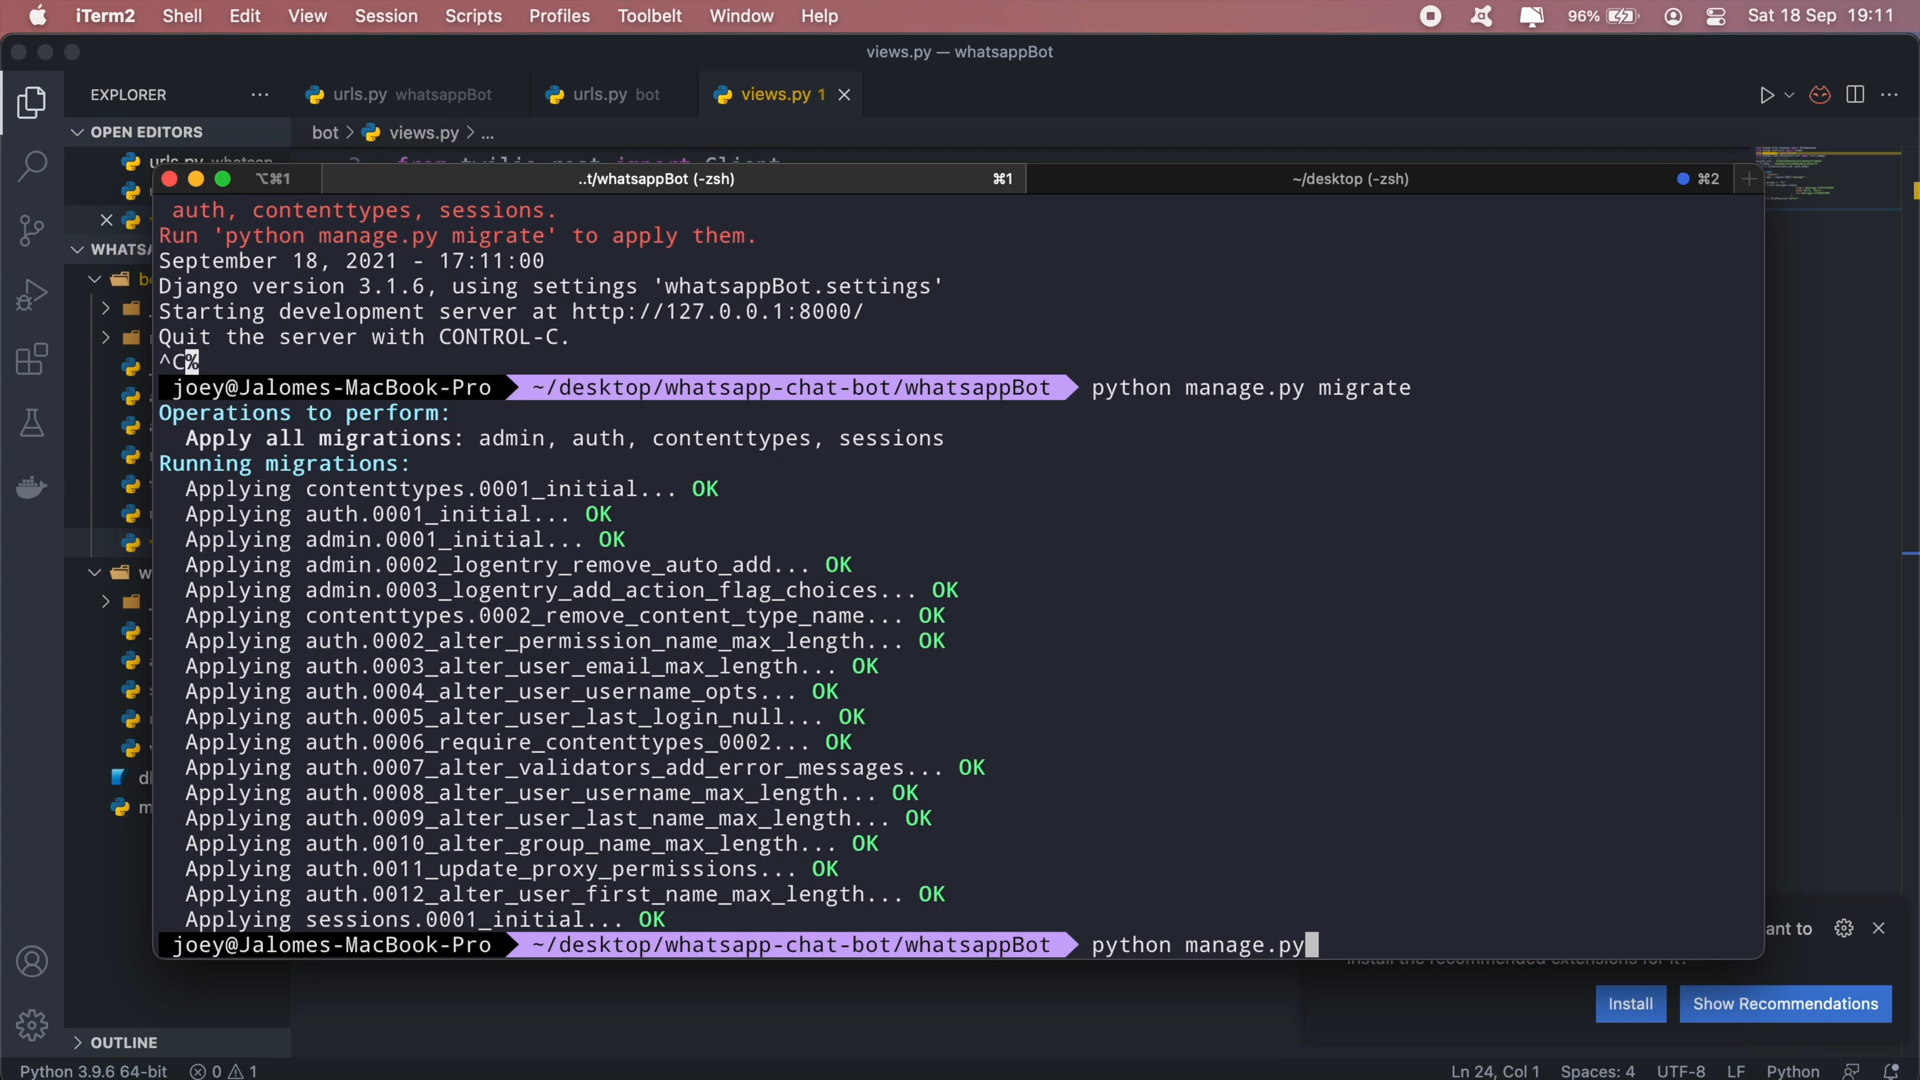 iTerm2 Shell Edit View Session Scripts Profiles Toolbelt Window Help 96% Sat 18 Sep 19:11
views.py — whatsappBot
EXPLORER urls.py whatsappBot urls.py bot views.py 1
OPEN EDITORS bot > views.py > ...
..t/whatsappBot (-zsh) ⌘1 ~/desktop (-zsh) ⌘2
⌥⌘1
WHATSA
auth, contenttypes, sessions.
Run 'python manage.py migrate' to apply them.
September 18, 2021 - 17:11:00
Django version 3.1.6, using settings 'whatsappBot.settings'
Starting development server at http://127.0.0.1:8000/
Quit the server with CONTROL-C.
^C%
joey@Jalomes-MacBook-Pro ~/desktop/whatsapp-chat-bot/whatsappBot python manage.py migrate
Operations to perform:
Apply all migrations: admin, auth, contenttypes, sessions
Running migrations:
Applying contenttypes.0001_initial... OK
Applying auth.0001_initial... OK
Applying admin.0001_initial... OK
Applying admin.0002_logentry_remove_auto_add... OK
Applying admin.0003_logentry_add_action_flag_choices... OK
Applying contenttypes.0002_remove_content_type_name... OK
Applying auth.0002_alter_permission_name_max_length... OK
Applying auth.0003_alter_user_email_max_length... OK
Applying auth.0004_alter_user_username_opts... OK
Applying auth.0005_alter_user_last_login_null... OK
Applying auth.0006_require_contenttypes_0002... OK
Applying auth.0007_alter_validators_add_error_messages... OK
Applying auth.0008_alter_user_username_max_length... OK
Applying auth.0009_alter_user_last_name_max_length... OK
Applying auth.0010_alter_group_name_max_length... OK
Applying auth.0011_update_proxy_permissions... OK
Applying auth.0012_alter_user_first_name_max_length... OK
Applying sessions.0001_initial... OK
joey@Jalomes-MacBook-Pro ~/desktop/whatsapp-chat-bot/whatsappBot python manage.py
ant to
Install Show Recommendations
OUTLINE
Python 3.9.6 64-bit 0 1 Ln 24, Col 1 Spaces: 4 UTF-8 LF Python